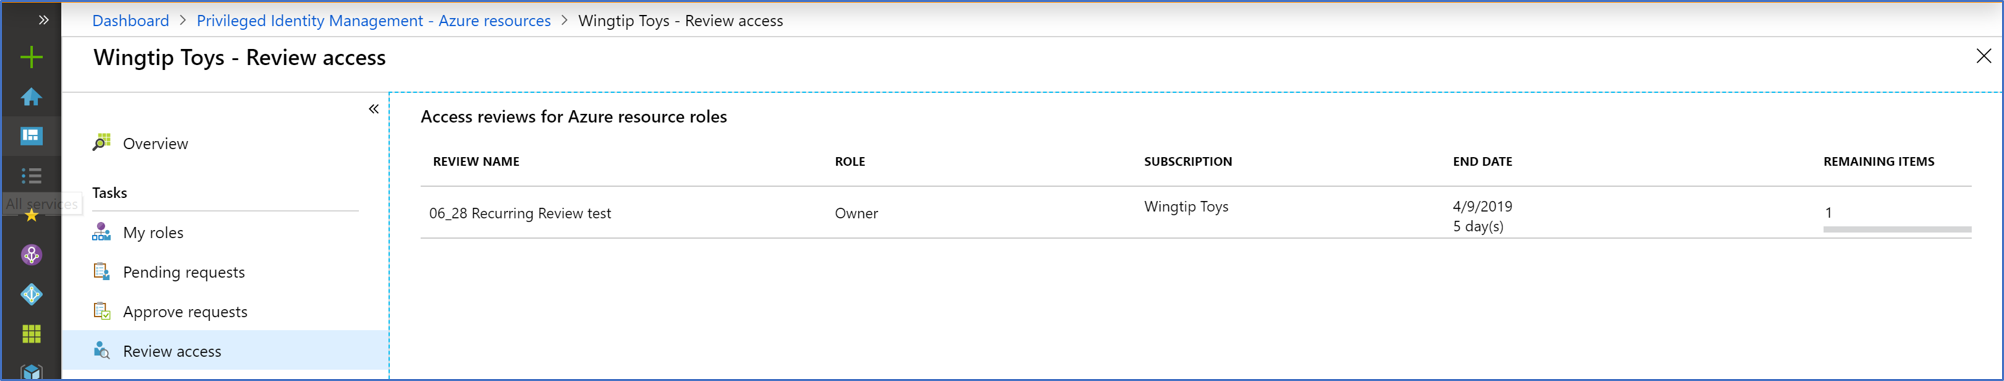 Dashboard > Privileged Identity Management - Azure resources > Wingtip Toys - Review access
Wingtip Toys - Review access
Overview
Tasks
All services
My roles
Pending requests
Approve requests
Review access
Access reviews for Azure resource roles
REVIEW NAME ROLE SUBSCRIPTION END DATE REMAINING ITEMS
06_28 Recurring Review test Owner Wingtip Toys 4/9/2019 1
5 day(s)